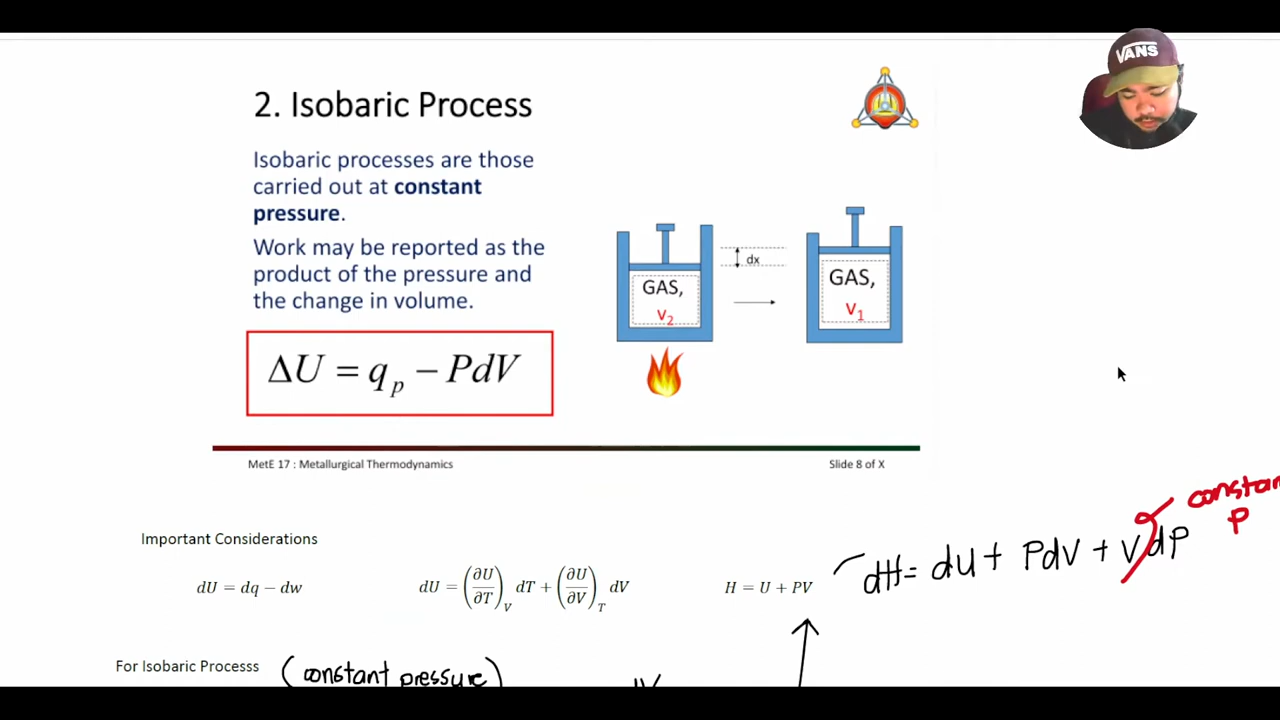 VANS
2. Isobaric Process
Isobaric processes are those
carried out at constant
pressure.
Work may be reported as the
product of the pressure and
the change in volume.
ΔU = q_p − PdV
GAS,
v₂
dx
GAS,
v₁
MetE 17 : Metallurgical Thermodynamics
Slide 8 of X
constan
P
dH = dU + PdV + VdP
Important Considerations
dU = dq − dw
dU = (∂U/∂T)_V dT + (∂U/∂V)_T dV
H = U + PV
For Isobaric Processs
(constant pressure)